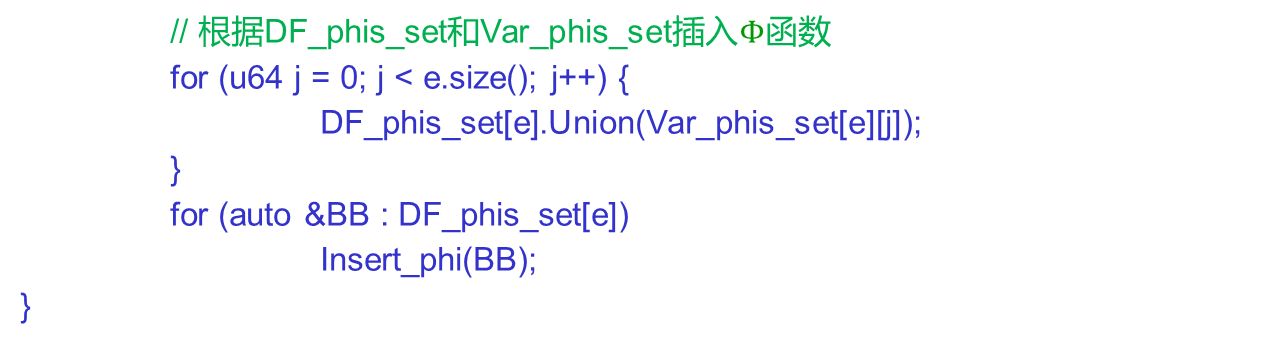 // 根据DF_phis_set和Var_phis_set插入Φ函数
for (u64 j = 0; j < e.size(); j++) {
DF_phis_set[e].Union(Var_phis_set[e][j]);
}
for (auto &BB : DF_phis_set[e])
Insert_phi(BB);
}